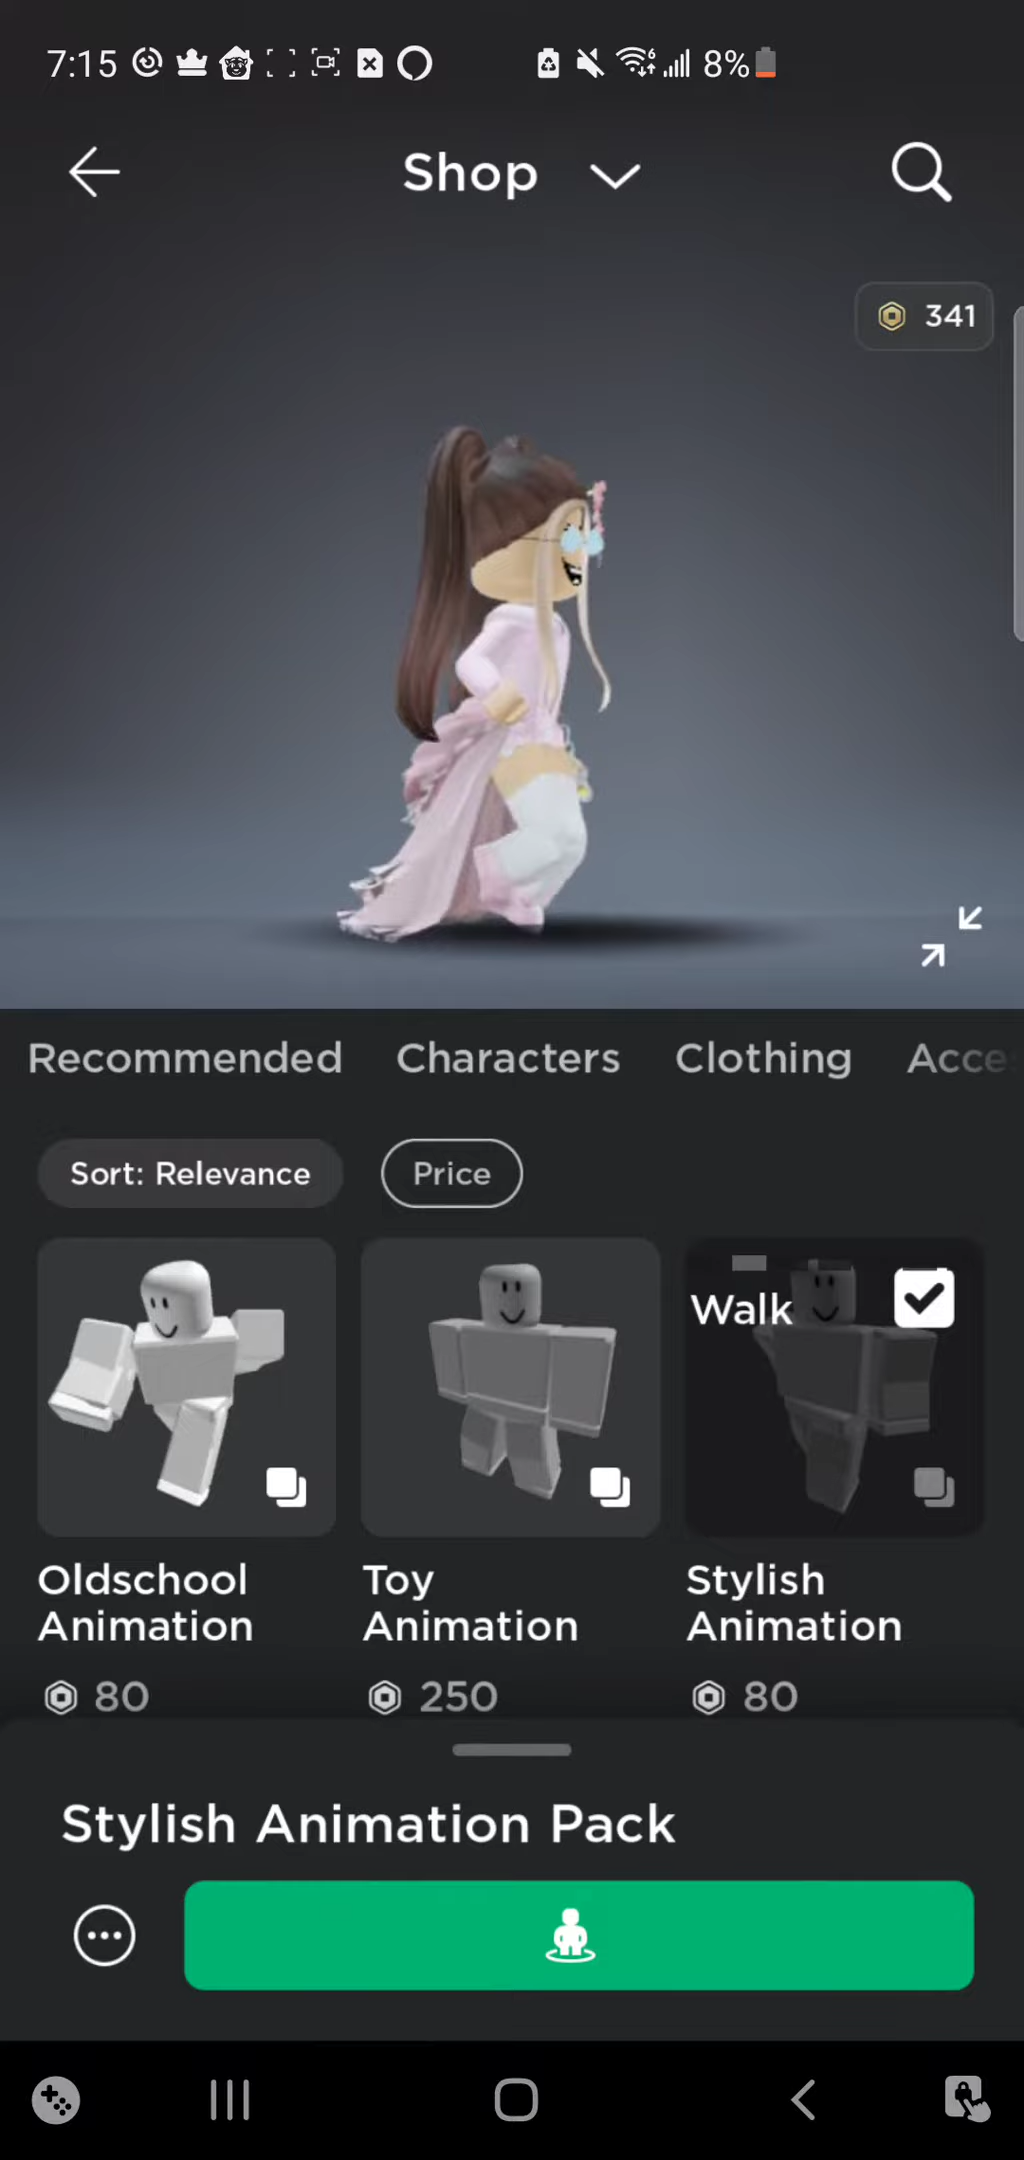 7:15
8%
Shop
341
Recommended Characters Clothing
Sort: Relevance Price
Walk
Oldschool Animation
Toy Animation
Stylish Animation
80
250
80
Stylish Animation Pack